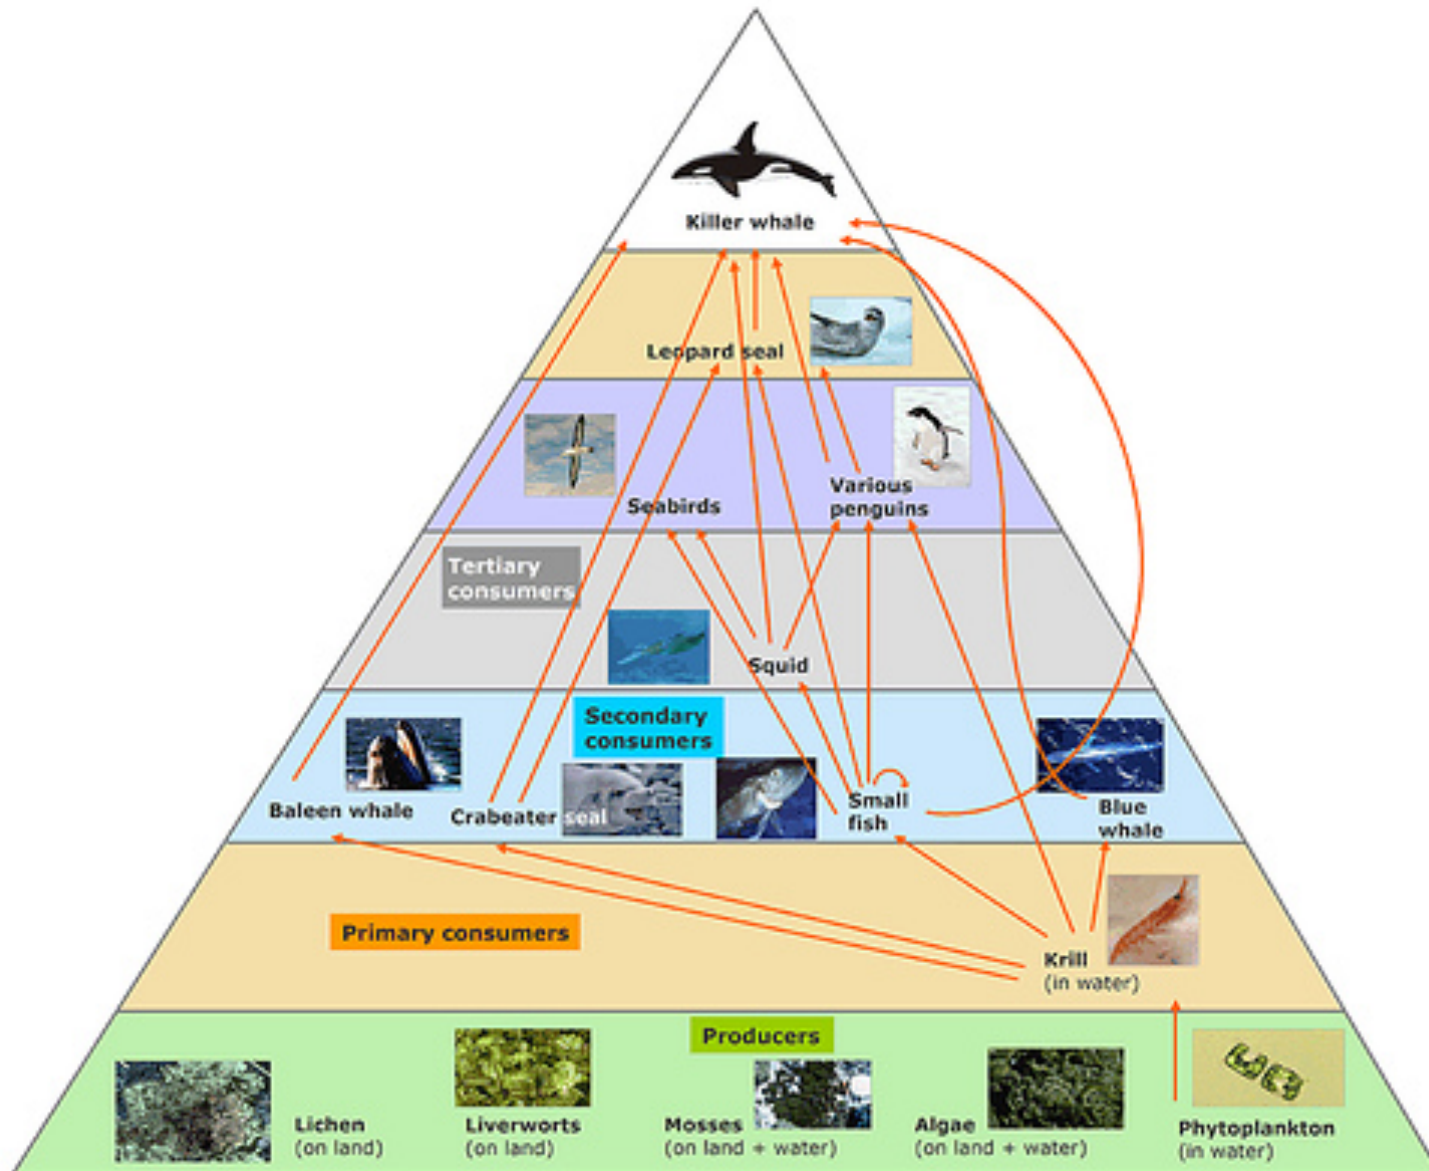 Killer whale
Leopard seal
Various
penguins
Seabirds
Tertiary
consumers
Squid
Secondary
consumers
Baleen whale
Crabeater seal
Small
fish
Blue
whale
Primary consumers
Krill
(in water)
Producers
Lichen
(on land)
Liverworts
(on land)
Mosses
(on land + water)
Algae
(on land + water)
Phytoplankton
(in water)